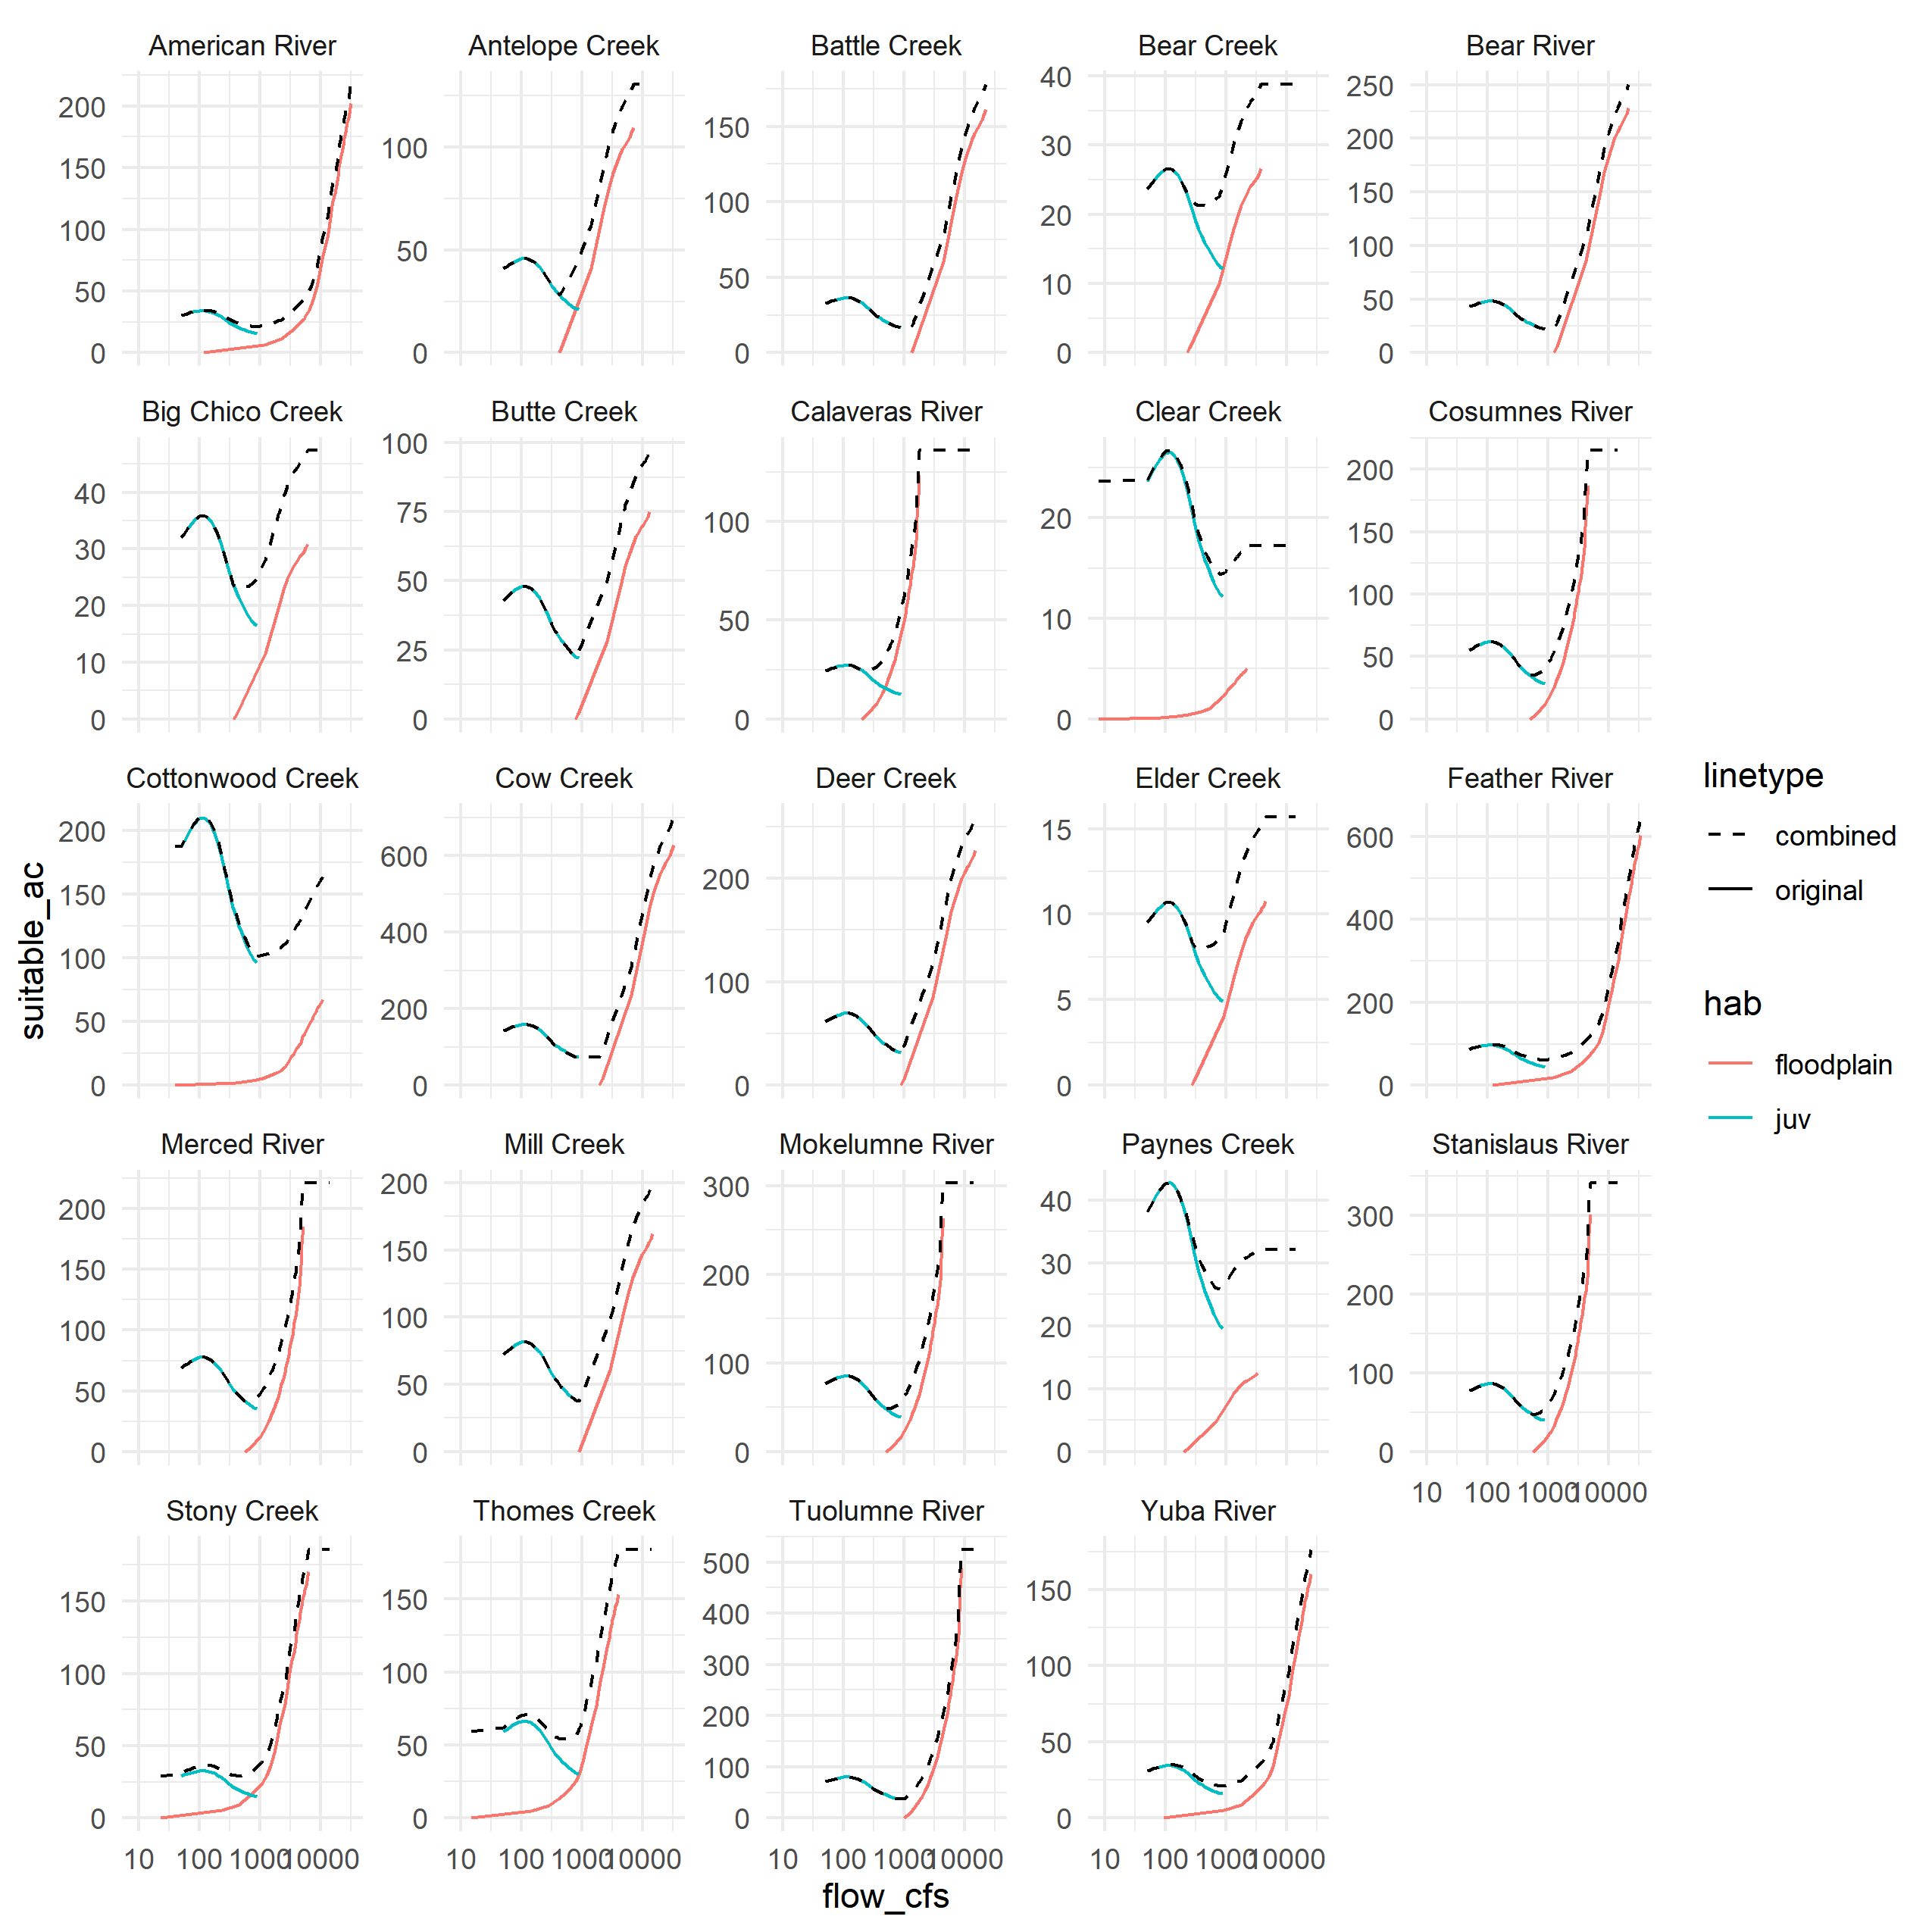 American River Antelope Creek Battle Creek Bear Creek Bear River
200 150 100 50 0
100 50 0
150 100 50 0
40 30 20 10 0
250 200 150 100 50 0
Big Chico Creek Butte Creek Calaveras River Clear Creek Cosumnes River
40 30 20 10 0
100 75 50 25 0
100 50 0
20 10 0
200 150 100 50 0
Cottonwood Creek Cow Creek Deer Creek Elder Creek Feather River
200 150 100 50 0
600 400 200 0
200 100 0
15 10 5 0
600 400 200 0
Merced River Mill Creek Mokelumne River Paynes Creek Stanislaus River
200 150 100 50 0
200 150 100 50 0
300 200 100 0
40 30 20 10 0
300 200 100 0
10 100 1000 10000
Stony Creek Thomes Creek Tuolumne River Yuba River
150 100 50 0
150 100 50 0
500 400 300 200 100 0
150 100 50 0
10 100 1000 10000 10 100 1000 10000 10 100 1000 10000 10 100 1000 10000
flow_cfs
suitable_ac
linetype
combined
original
hab
floodplain
juv